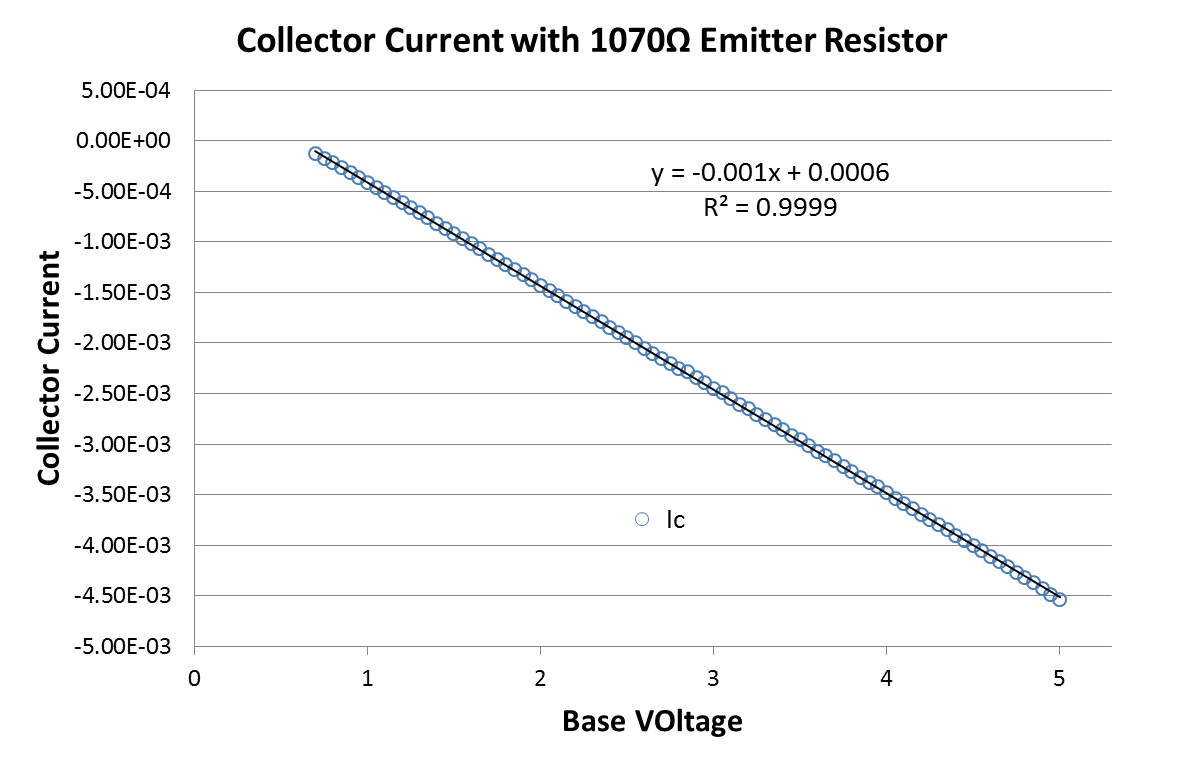 Collector Current with 1070Ω Emitter Resistor
5.00E-04
0.00E+00
-5.00E-04
-1.00E-03
-1.50E-03
-2.00E-03
-2.50E-03
-3.00E-03
-3.50E-03
-4.00E-03
-4.50E-03
-5.00E-03
Collector Current
y = -0.001x + 0.0006
R² = 0.9999
Ic
0 1 2 3 4 5
Base VOltage